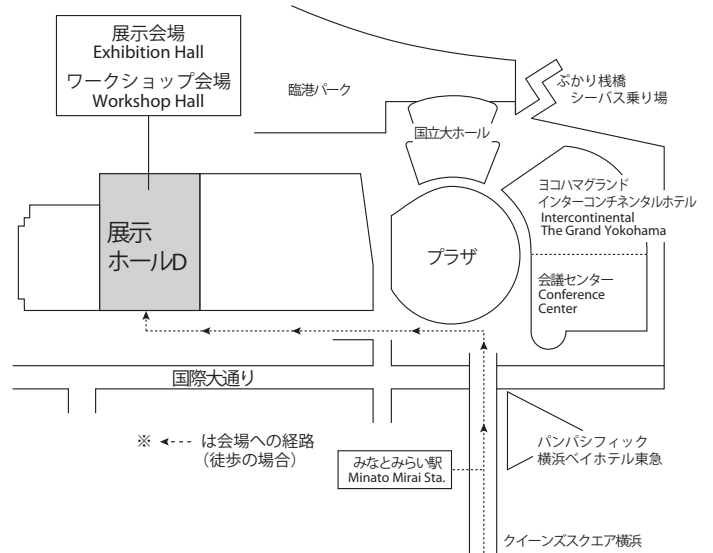 展示会場
Exhibition Hall
ワークショップ会場
Workshop Hall
臨港パーク
ぷかり桟橋
シーバス乗り場
国立大ホール
ヨコハマグランド
インターコンチネンタルホテル
Intercontinental
The Grand Yokohama
展示
ホールD
プラザ
会議センター
Conference
Center
国際大通り
※ は会場への経路
（徒歩の場合）
みなとみらい駅
Minato Mirai Sta.
パンパシフィック
横浜ベイホテル東急
クイーンズスクエア横浜